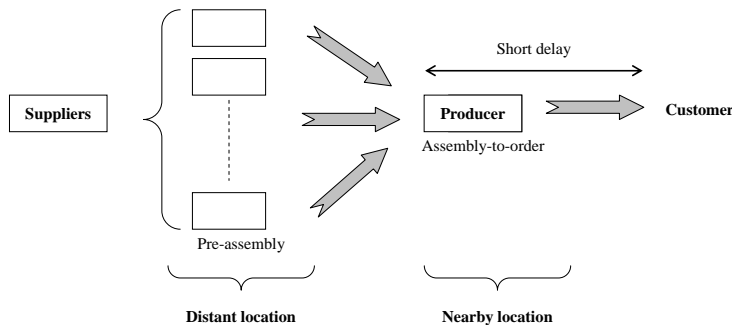 Short delay
Suppliers
Producer
Customer
Assembly-to-order
Pre-assembly
Distant location
Nearby location